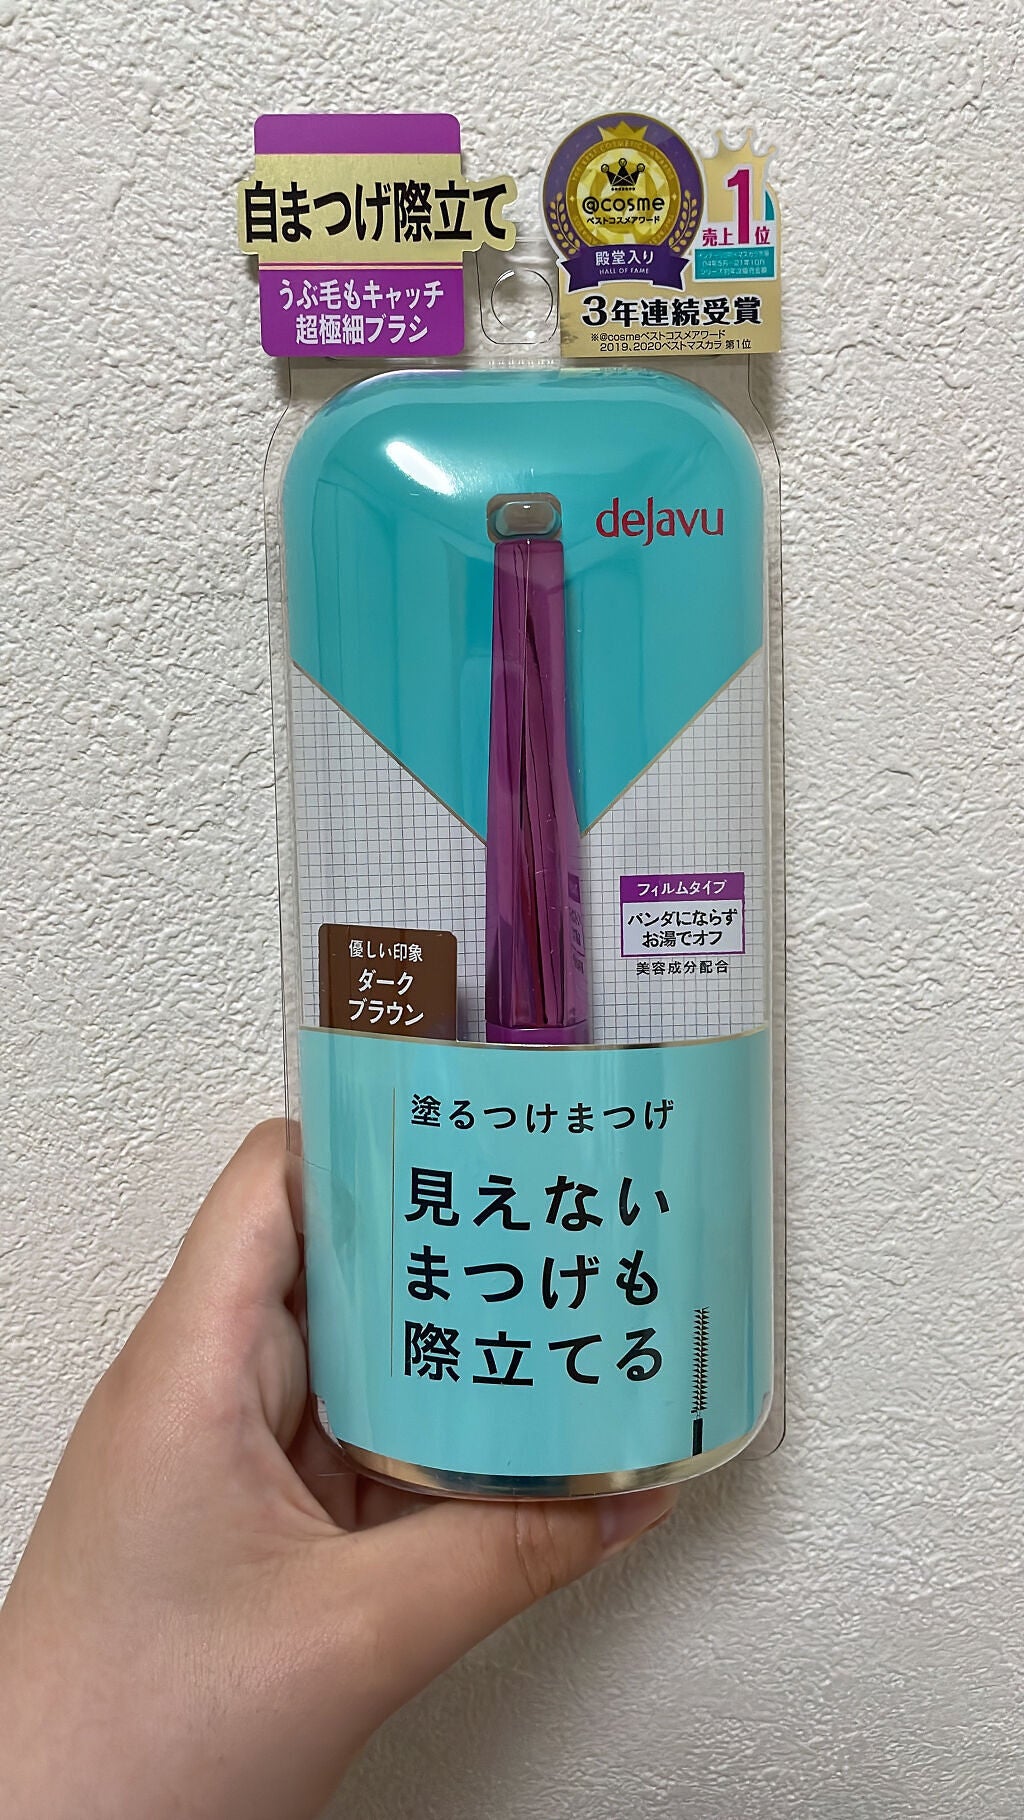 自まつげ際立て
うぶ毛もキャッチ
超極細ブラシ
@cosme
ベストコスメアワード
殿堂入り
HALL OF FAME
売上1位
3年連続受賞
※@cosmeベストコスメアワード
2019、2020ベストマスカラ 第1位
dejavu
フィルムタイプ
パンダにならず
お湯でオフ
美容成分配合
優しい印象
ダーク
ブラウン
塗るつけまつげ
見えない
まつげも
際立てる